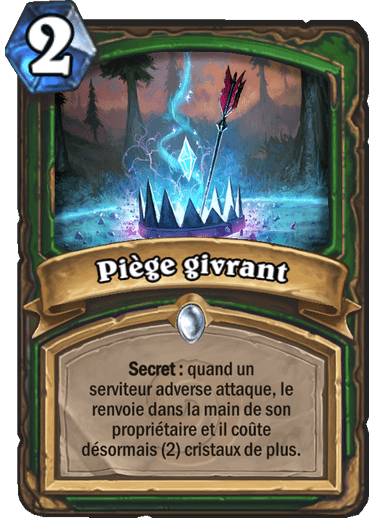 2
Piège givrant
Secret : quand un
serviteur adverse attaque, le
renvoie dans la main de son
propriétaire et il coûte
désormais (2) cristaux de plus.